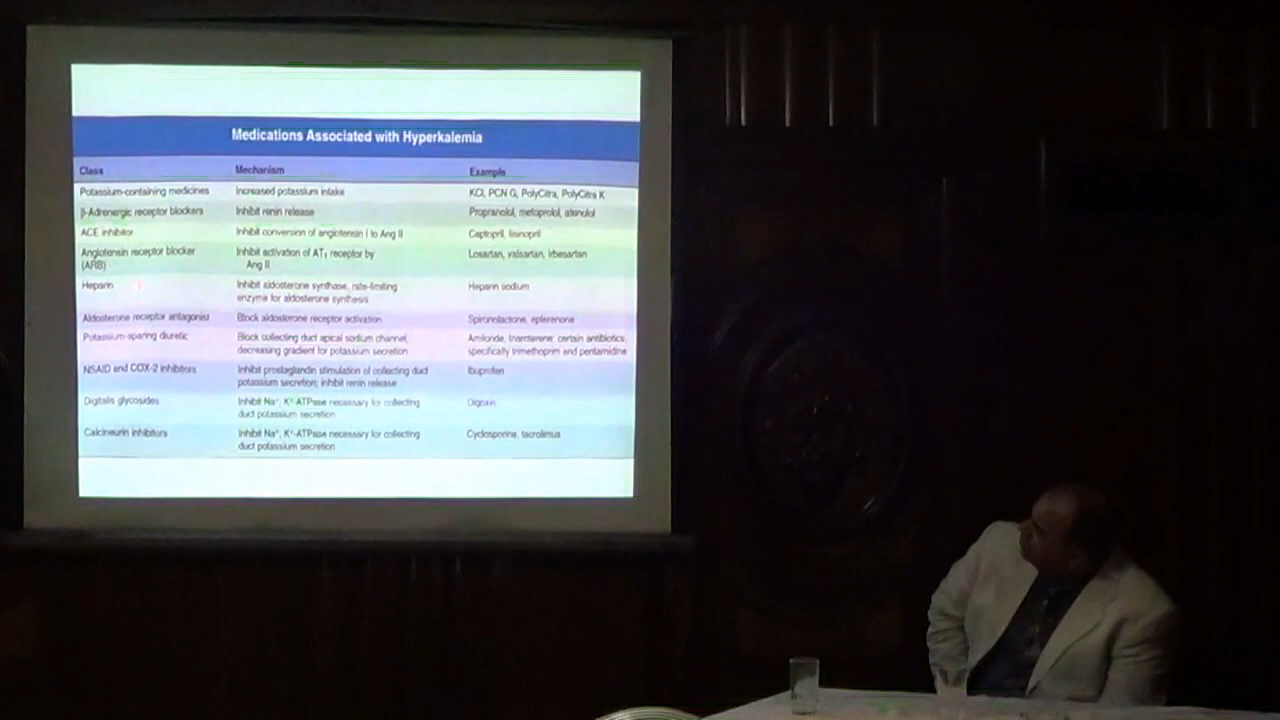 Medications Associated with Hyperkalemia
Class Mechanism Example
Potassium-containing medicines Increased potassium intake KCl, PCN G, PolyCitra, PolyCitra K
β-Adrenergic receptor blockers Inhibit renin release Propranolol, metoprolol, atenolol
ACE inhibitor Inhibit conversion of angiotensin I to Ang II Captopril, lisinopril
Angiotensin receptor blocker Inhibit activation of AT₁ receptor by Losartan, valsartan, irbesartan
(ARB) Ang II
Heparin Inhibit aldosterone synthase, rate-limiting Heparin sodium
enzyme for aldosterone synthesis
Aldosterone receptor antagonist Block aldosterone receptor activation Spironolactone, eplerenone
Potassium-sparing diuretic Block collecting duct apical sodium channel, Amiloride, triamterene; certain antibiotics,
decreasing gradient for potassium secretion specifically trimethoprim and pentamidine
NSAID and COX-2 inhibitors Inhibit prostaglandin stimulation of collecting duct Ibuprofen
potassium secretion; inhibit renin release
Digitalis glycosides Inhibit Na⁺, K⁺-ATPase necessary for collecting Digoxin
duct potassium secretion
Calcineurin inhibitors Inhibit Na⁺, K⁺-ATPase necessary for collecting Cyclosporine, tacrolimus
duct potassium secretion